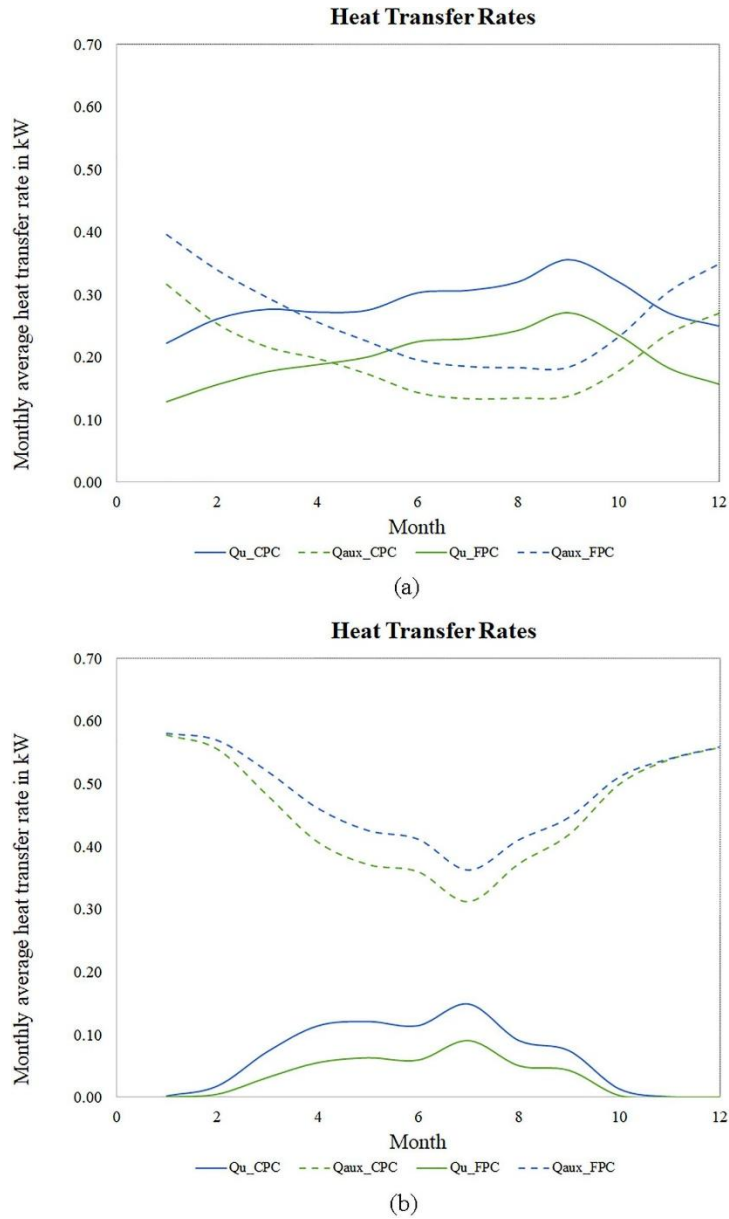 Heat Transfer Rates
Monthly average heat transfer rate in kW
0.70
0.60
0.50
0.40
0.30
0.20
0.10
0.00
0 2 4 6 8 10 12
Month
Qu_CPC Qaux_CPC Qu_FPC Qaux_FPC
(a)
Heat Transfer Rates
Monthly average heat transfer rate in kW
0.70
0.60
0.50
0.40
0.30
0.20
0.10
0.00
0 2 4 6 8 10 12
Month
Qu_CPC Qaux_CPC Qu_FPC Qaux_FPC
(b)